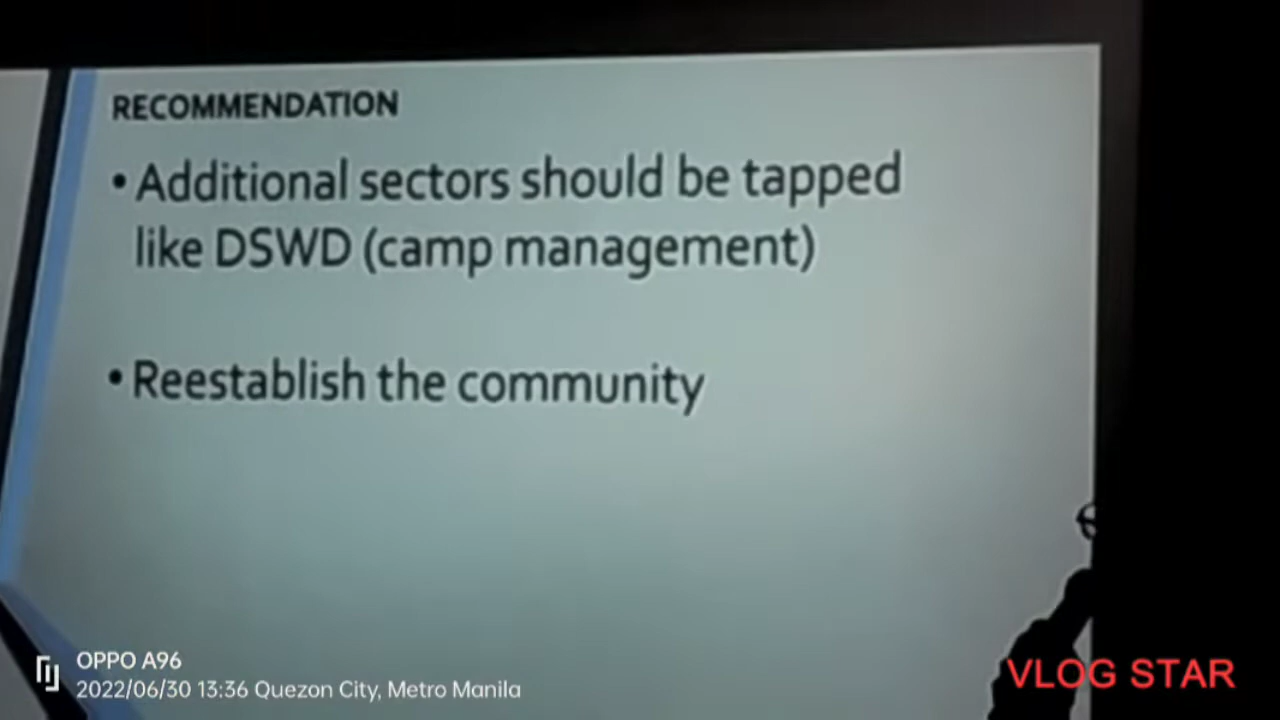 RECOMMENDATION
• Additional sectors should be tapped
like DSWD (camp management)
• Reestablish the community
OPPO A96
2022/06/30 13:36 Quezon City, Metro Manila
VLOG STAR